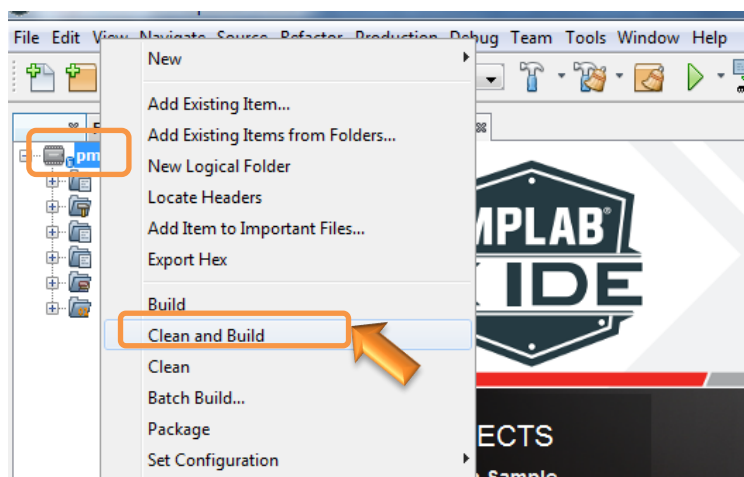 File Edit View Navigate Source Refactor Production Debug Team Tools Window Help
New
Add Existing Item...
Add Existing Items from Folders...
New Logical Folder
Locate Headers
Add Item to Important Files...
Export Hex
Build
Clean and Build
Clean
Batch Build...
Package
Set Configuration
pm
MPLAB®
IDE
ECTS
Sample